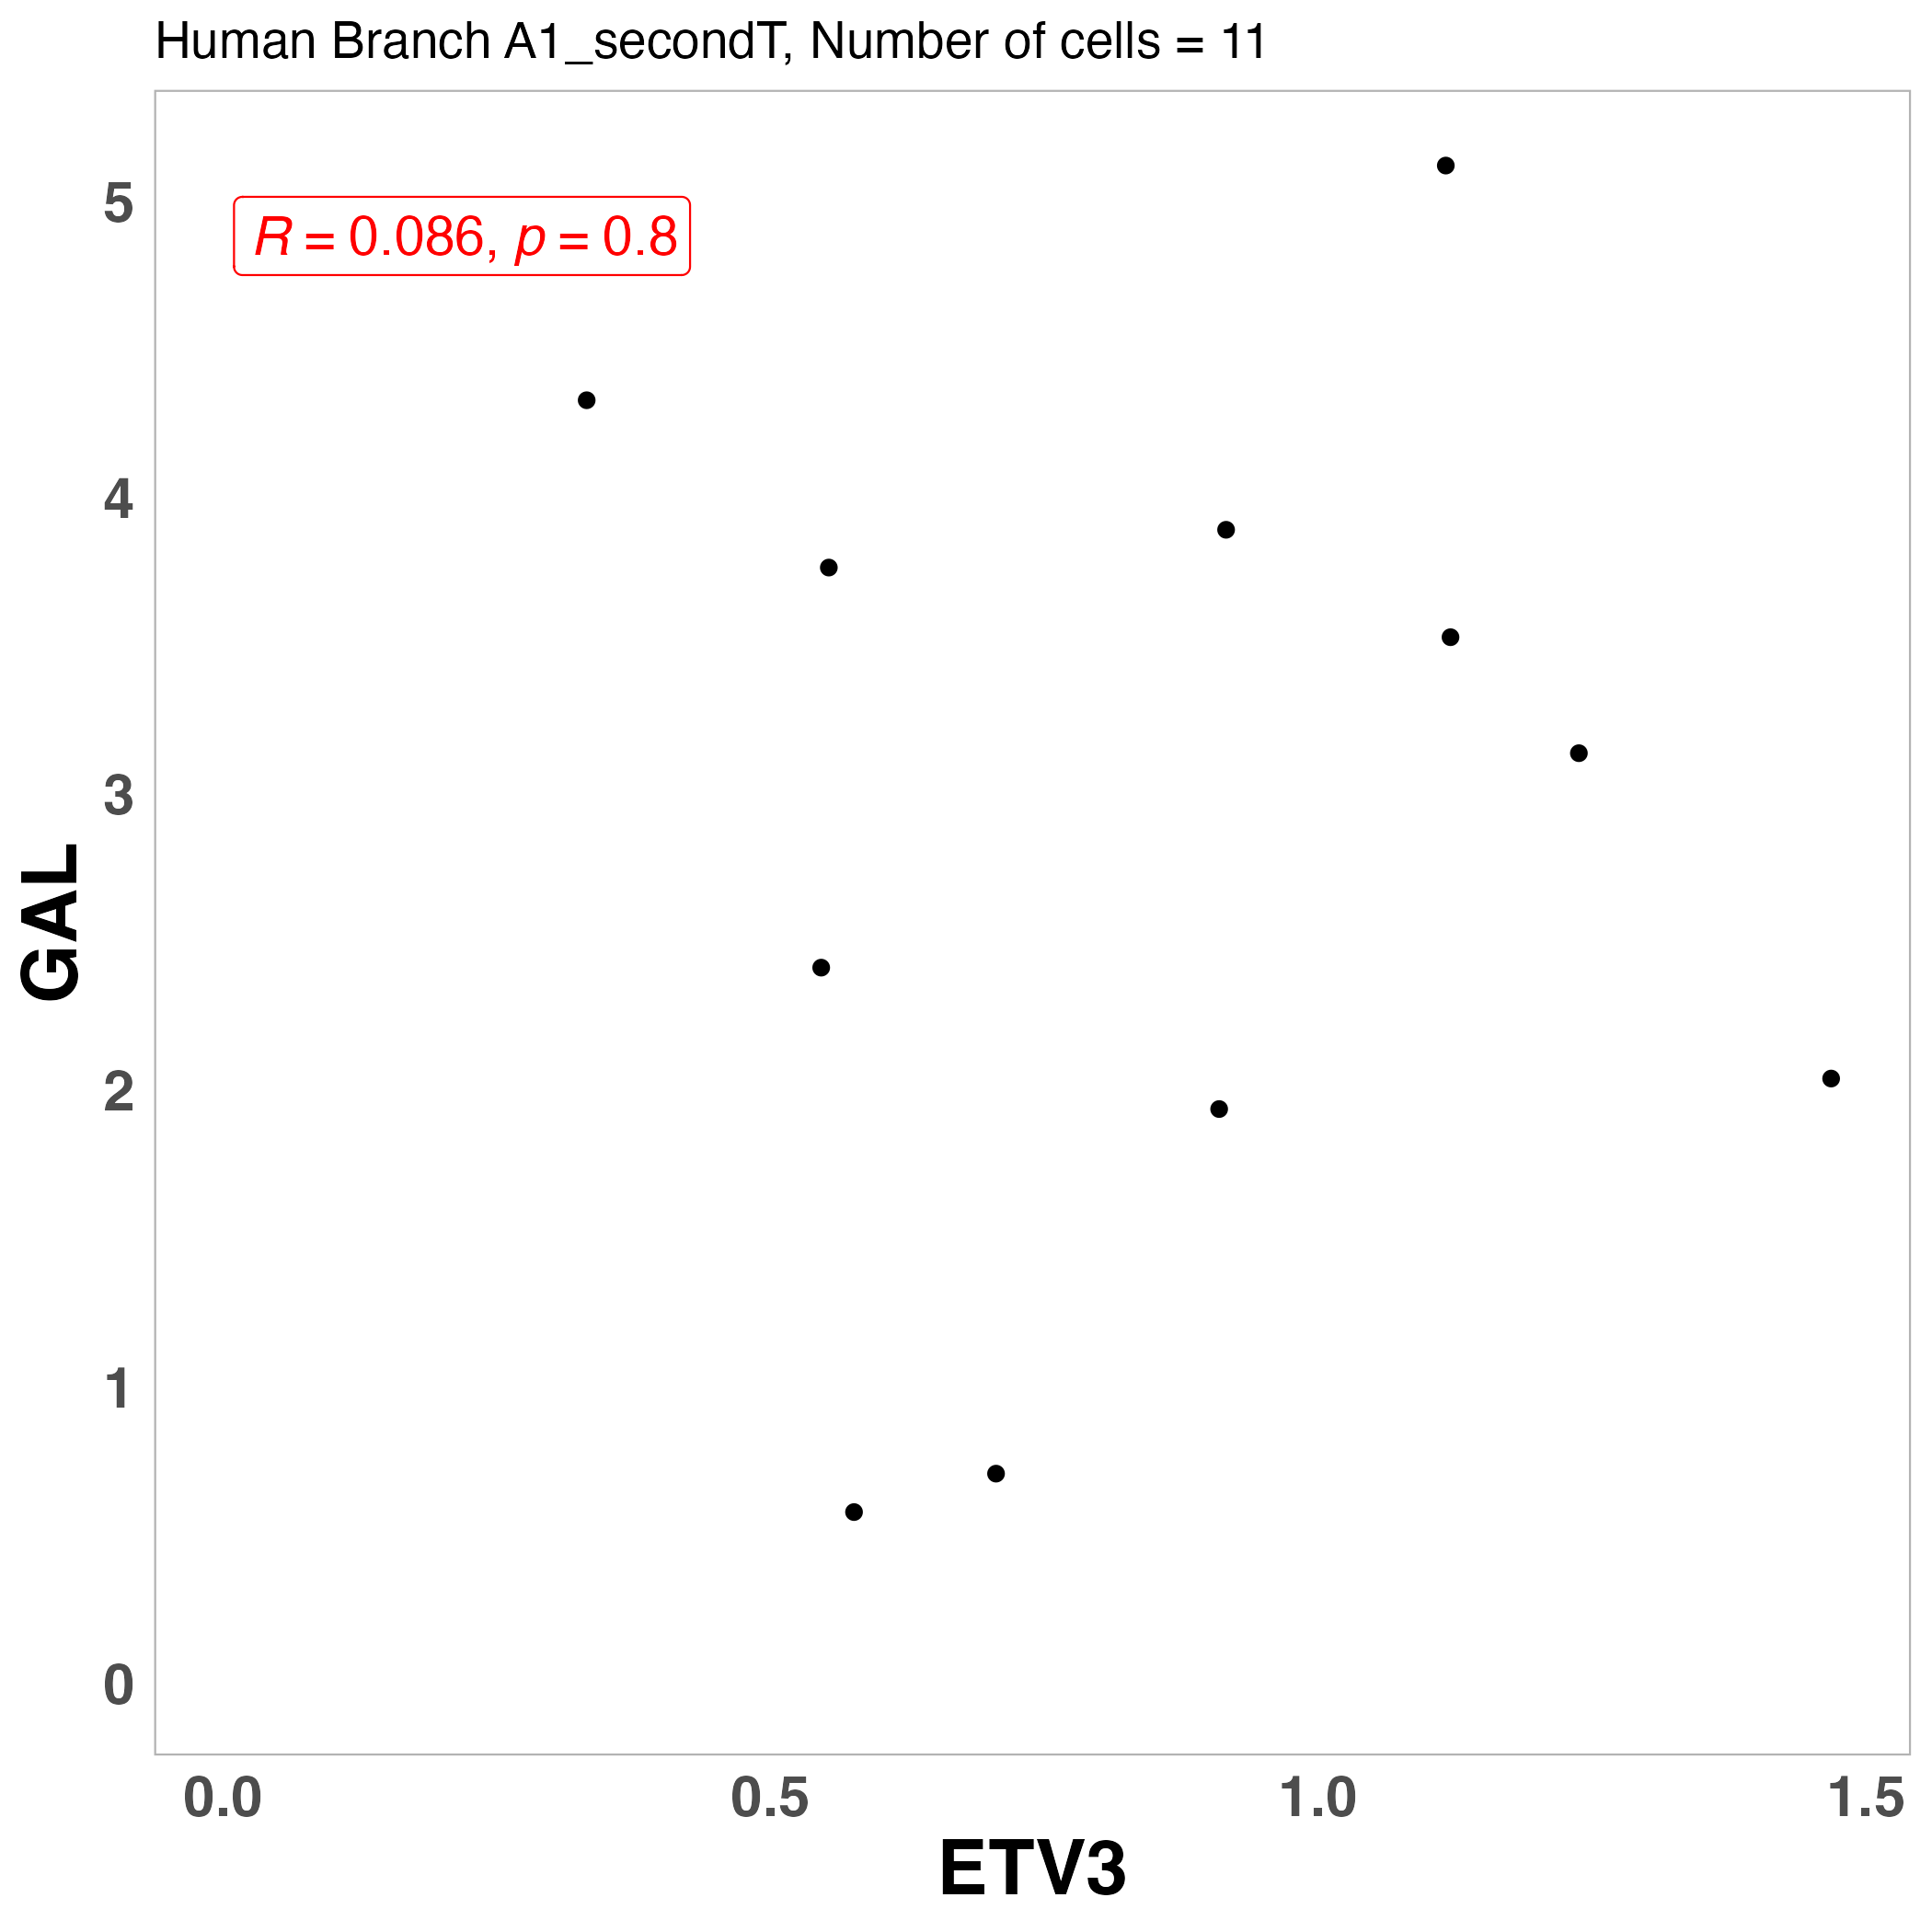 Human Branch A1_secondT, Number of cells = 11
R = 0.086, p = 0.8
5
4
3
2
1
0
GAL
0.0 0.5 1.0 1.5
ETV3